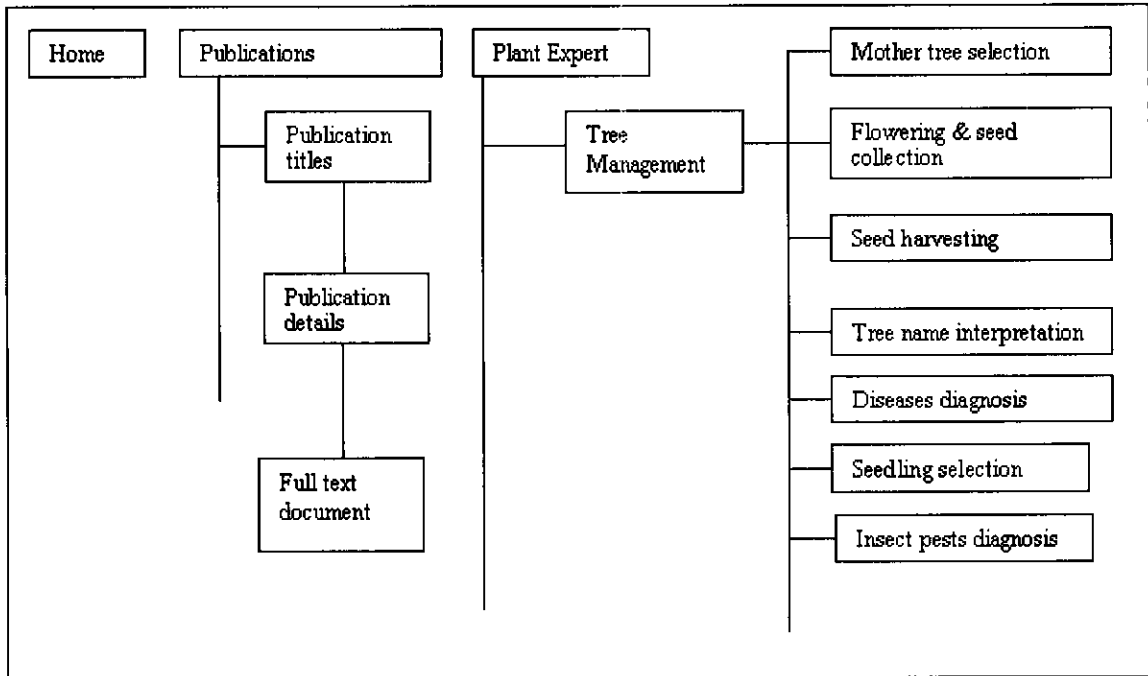 Home
Publications
Publication
titles
Publication
details
Full text
document
Plant Expert
Tree
Management
Mother tree selection
Flowering & seed
collection
Seed harvesting
Tree name interpretation
Diseases diagnosis
Seedling selection
Insect pests diagnosis